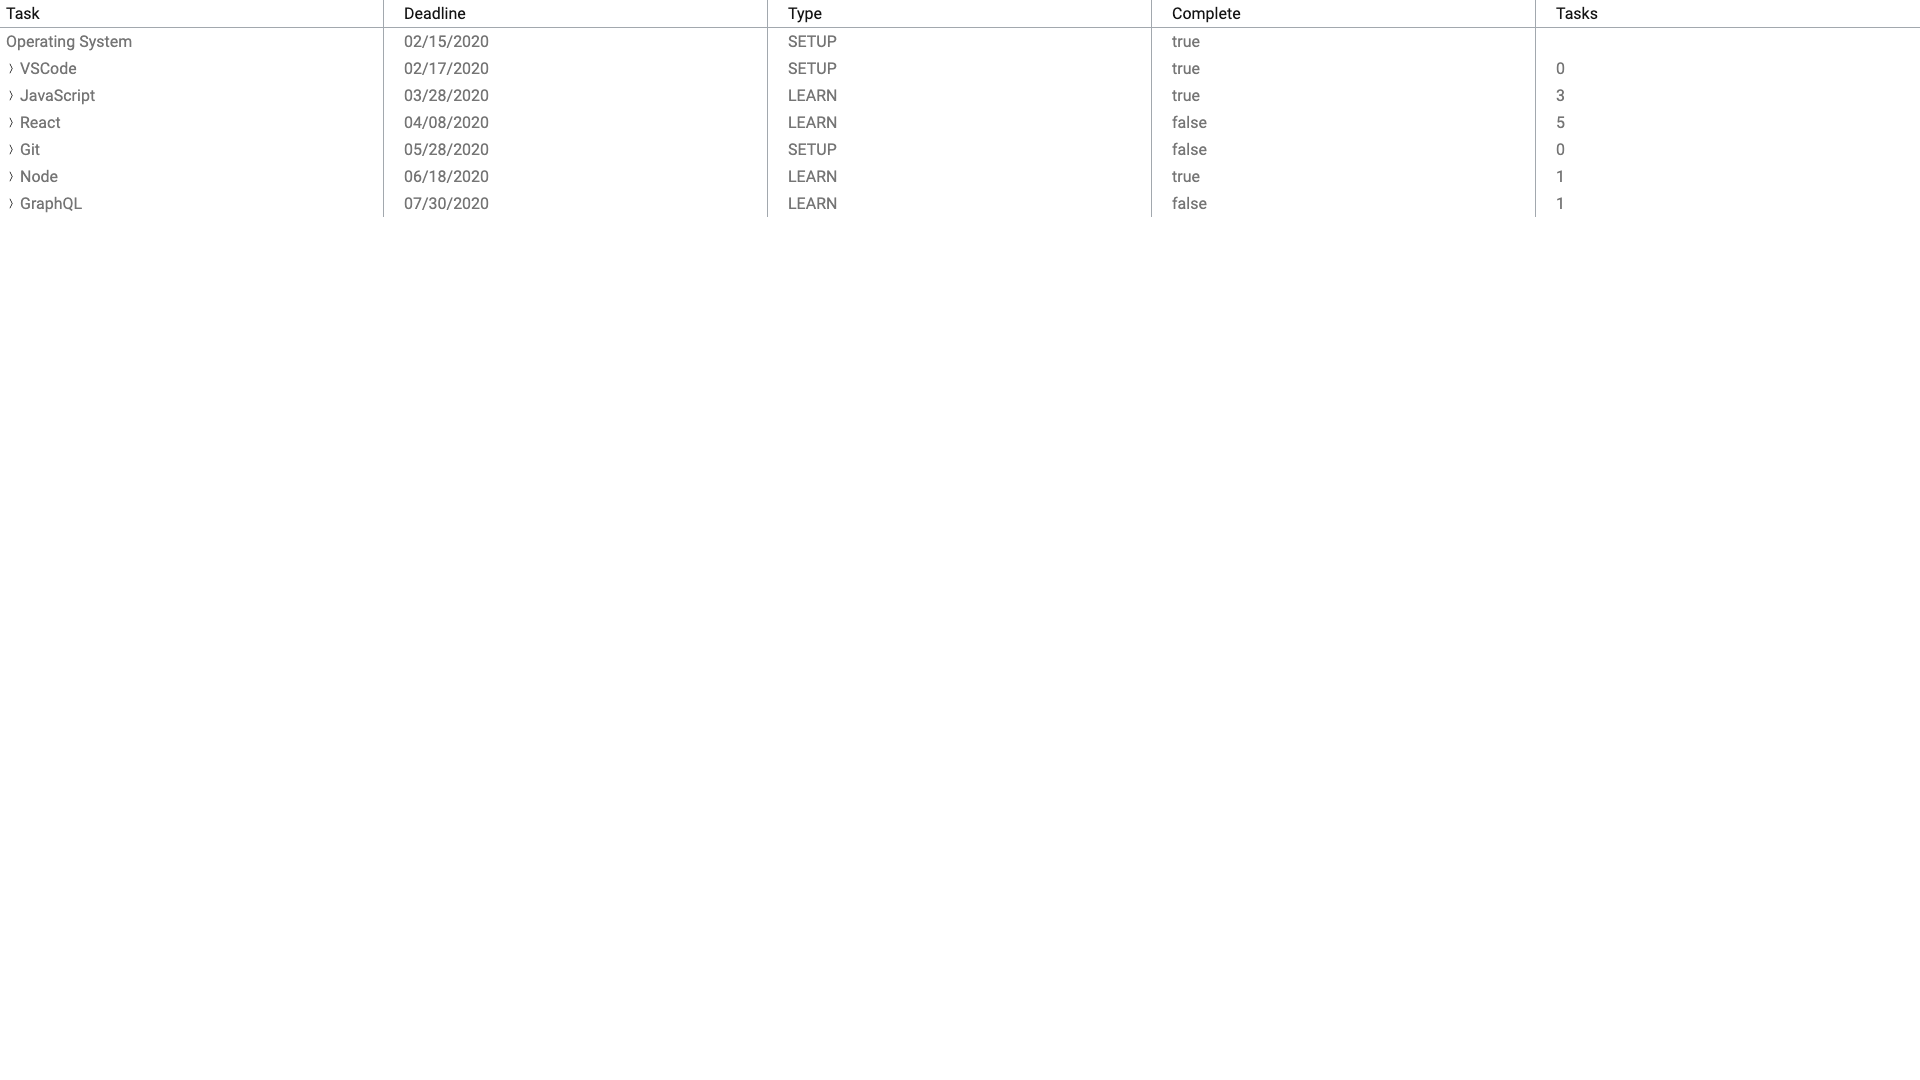 Task Deadline Type Complete Tasks
Operating System 02/15/2020 SETUP true
VSCode 02/17/2020 SETUP true 0
JavaScript 03/28/2020 LEARN true 3
React 04/08/2020 LEARN false 5
Git 05/28/2020 SETUP false 0
Node 06/18/2020 LEARN true 1
GraphQL 07/30/2020 LEARN false 1